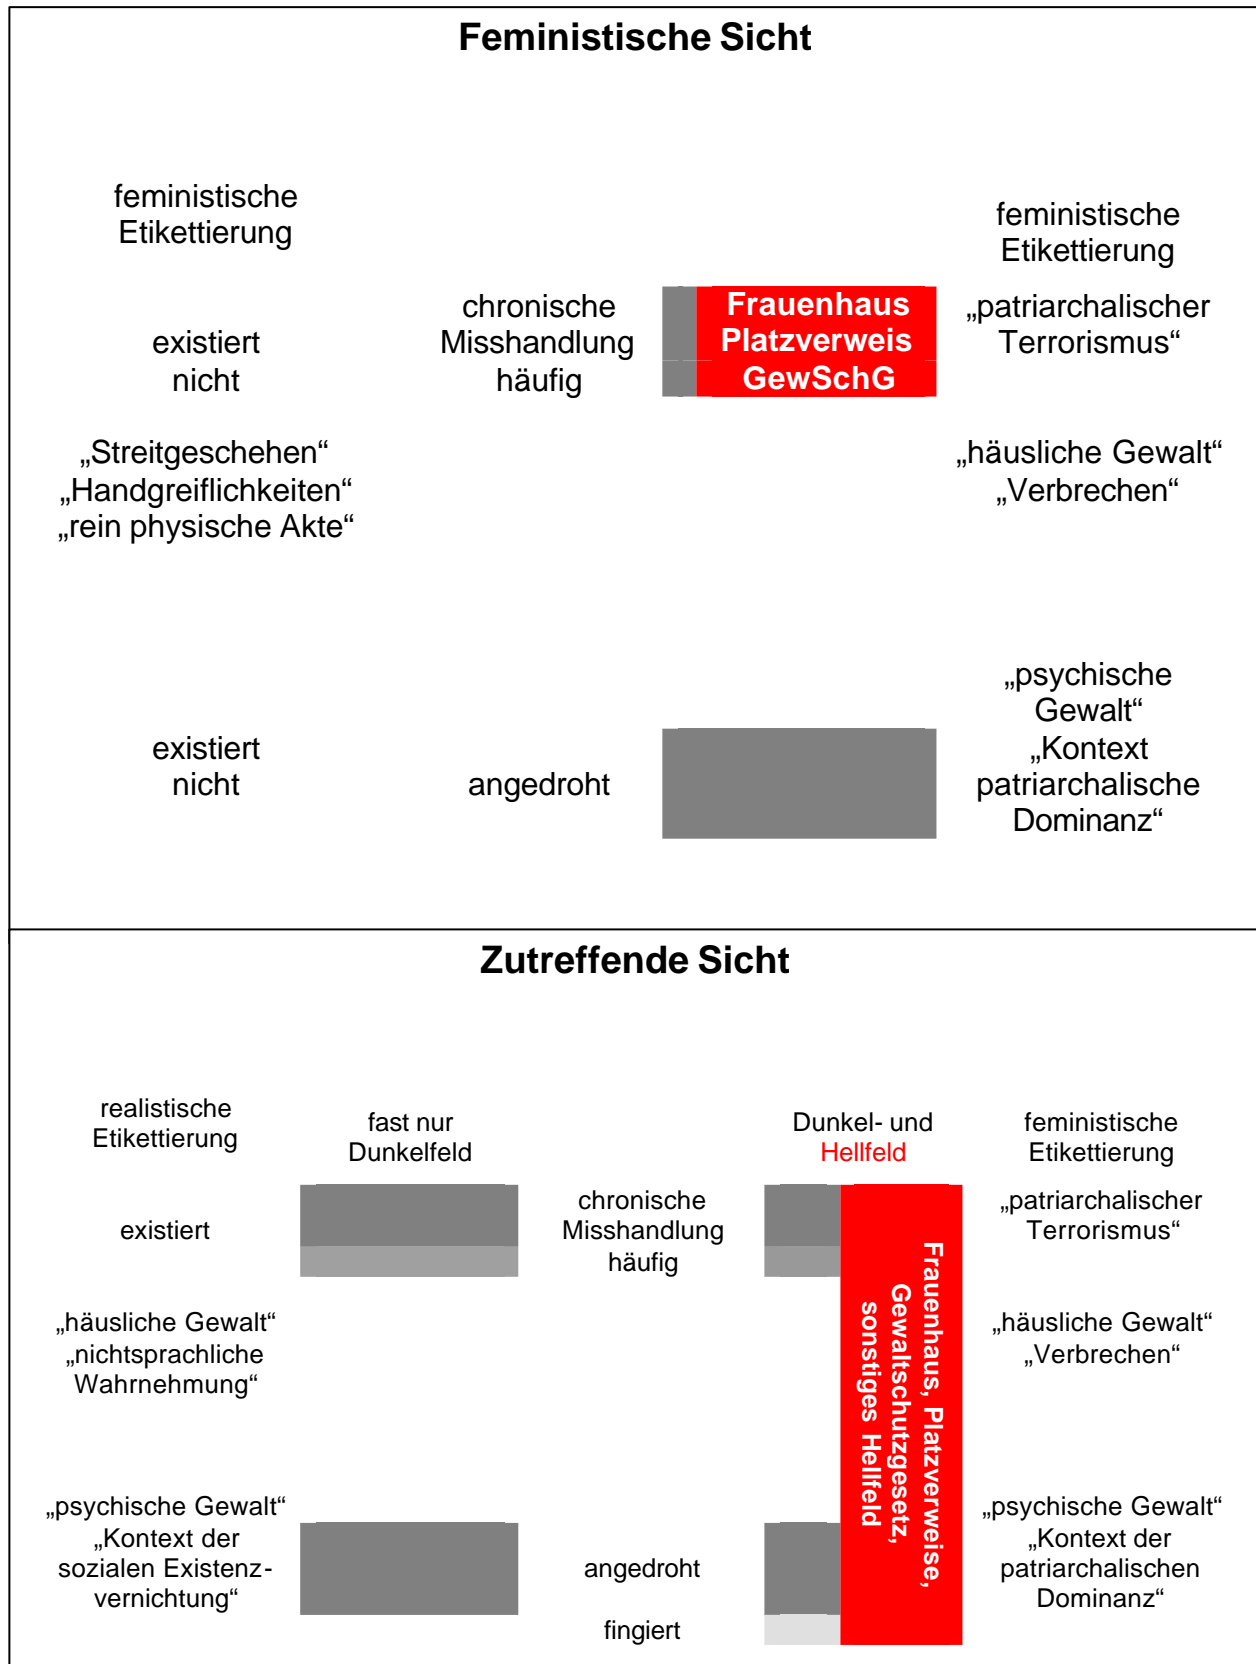 Feministische Sicht
feministische
Etikettierung
feministische
Etikettierung
existiert
nicht
chronische
Misshandlung
häufig
Frauenhaus
Platzverweis
GewSchG
„patriarchalischer
Terrorismus“
„Streitgeschehen“
„Handgreiflichkeiten“
„rein physische Akte“
„häusliche Gewalt“
„Verbrechen“
existiert
nicht
angedroht
„psychische
Gewalt“
„Kontext
patriarchalische
Dominanz“
Zutreffende Sicht
realistische
Etikettierung
fast nur
Dunkelfeld
Dunkel- und
Hellfeld
feministische
Etikettierung
existiert
chronische
Misshandlung
häufig
„patriarchalischer
Terrorismus“
„häusliche Gewalt“
„nichtsprachliche
Wahrnehmung“
Frauenhaus, Platzverweise,
Gewaltschutzgesetz,
sonstiges Hellfeld
„häusliche Gewalt“
„Verbrechen“
„psychische Gewalt“
„Kontext der
sozialen Existenz-
vernichtung“
angedroht
fingiert
„psychische Gewalt“
„Kontext der
patriarchalischen
Dominanz“